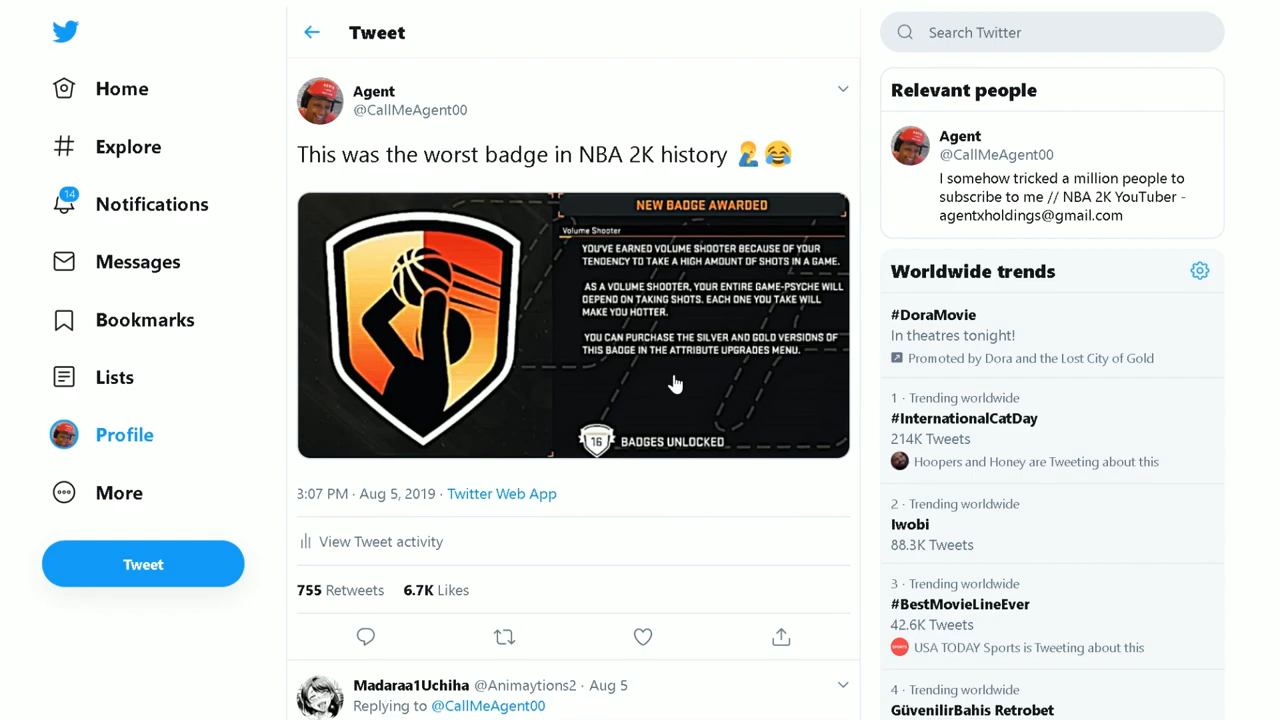 Home
Explore
14
Notifications
Messages
Bookmarks
Lists
Profile
More
Tweet
Tweet
Agent
@CallMeAgent00
This was the worst badge in NBA 2K history 🤦‍♂️😂
NEW BADGE AWARDED
Volume Shooter
YOU'VE EARNED VOLUME SHOOTER BECAUSE OF YOUR
TENDENCY TO TAKE A HIGH AMOUNT OF SHOTS IN A GAME.
AS A VOLUME SHOOTER, YOUR ENTIRE GAME-PSYCHE WILL
DEPEND ON TAKING SHOTS. EACH ONE YOU TAKE WILL
MAKE YOU HOTTER.
YOU CAN PURCHASE THE SILVER AND GOLD VERSIONS OF
THIS BADGE IN THE ATTRIBUTE UPGRADES MENU.
16 BADGES UNLOCKED
3:07 PM · Aug 5, 2019 · Twitter Web App
View Tweet activity
755 Retweets 6.7K Likes
Madaraa1Uchiha @Animaytions2 · Aug 5
Replying to @CallMeAgent00
Search Twitter
Relevant people
Agent
@CallMeAgent00
I somehow tricked a million people to
subscribe to me // NBA 2K YouTuber -
agentxholdings@gmail.com
Worldwide trends
#DoraMovie
In theatres tonight!
Promoted by Dora and the Lost City of Gold
1 · Trending worldwide
#InternationalCatDay
214K Tweets
Hoopers and Honey are Tweeting about this
2 · Trending worldwide
Iwobi
88.3K Tweets
3 · Trending worldwide
#BestMovieLineEver
42.6K Tweets
SPORTS USA TODAY Sports is Tweeting about this
4 · Trending worldwide
GüvenilirBahis Retrobet